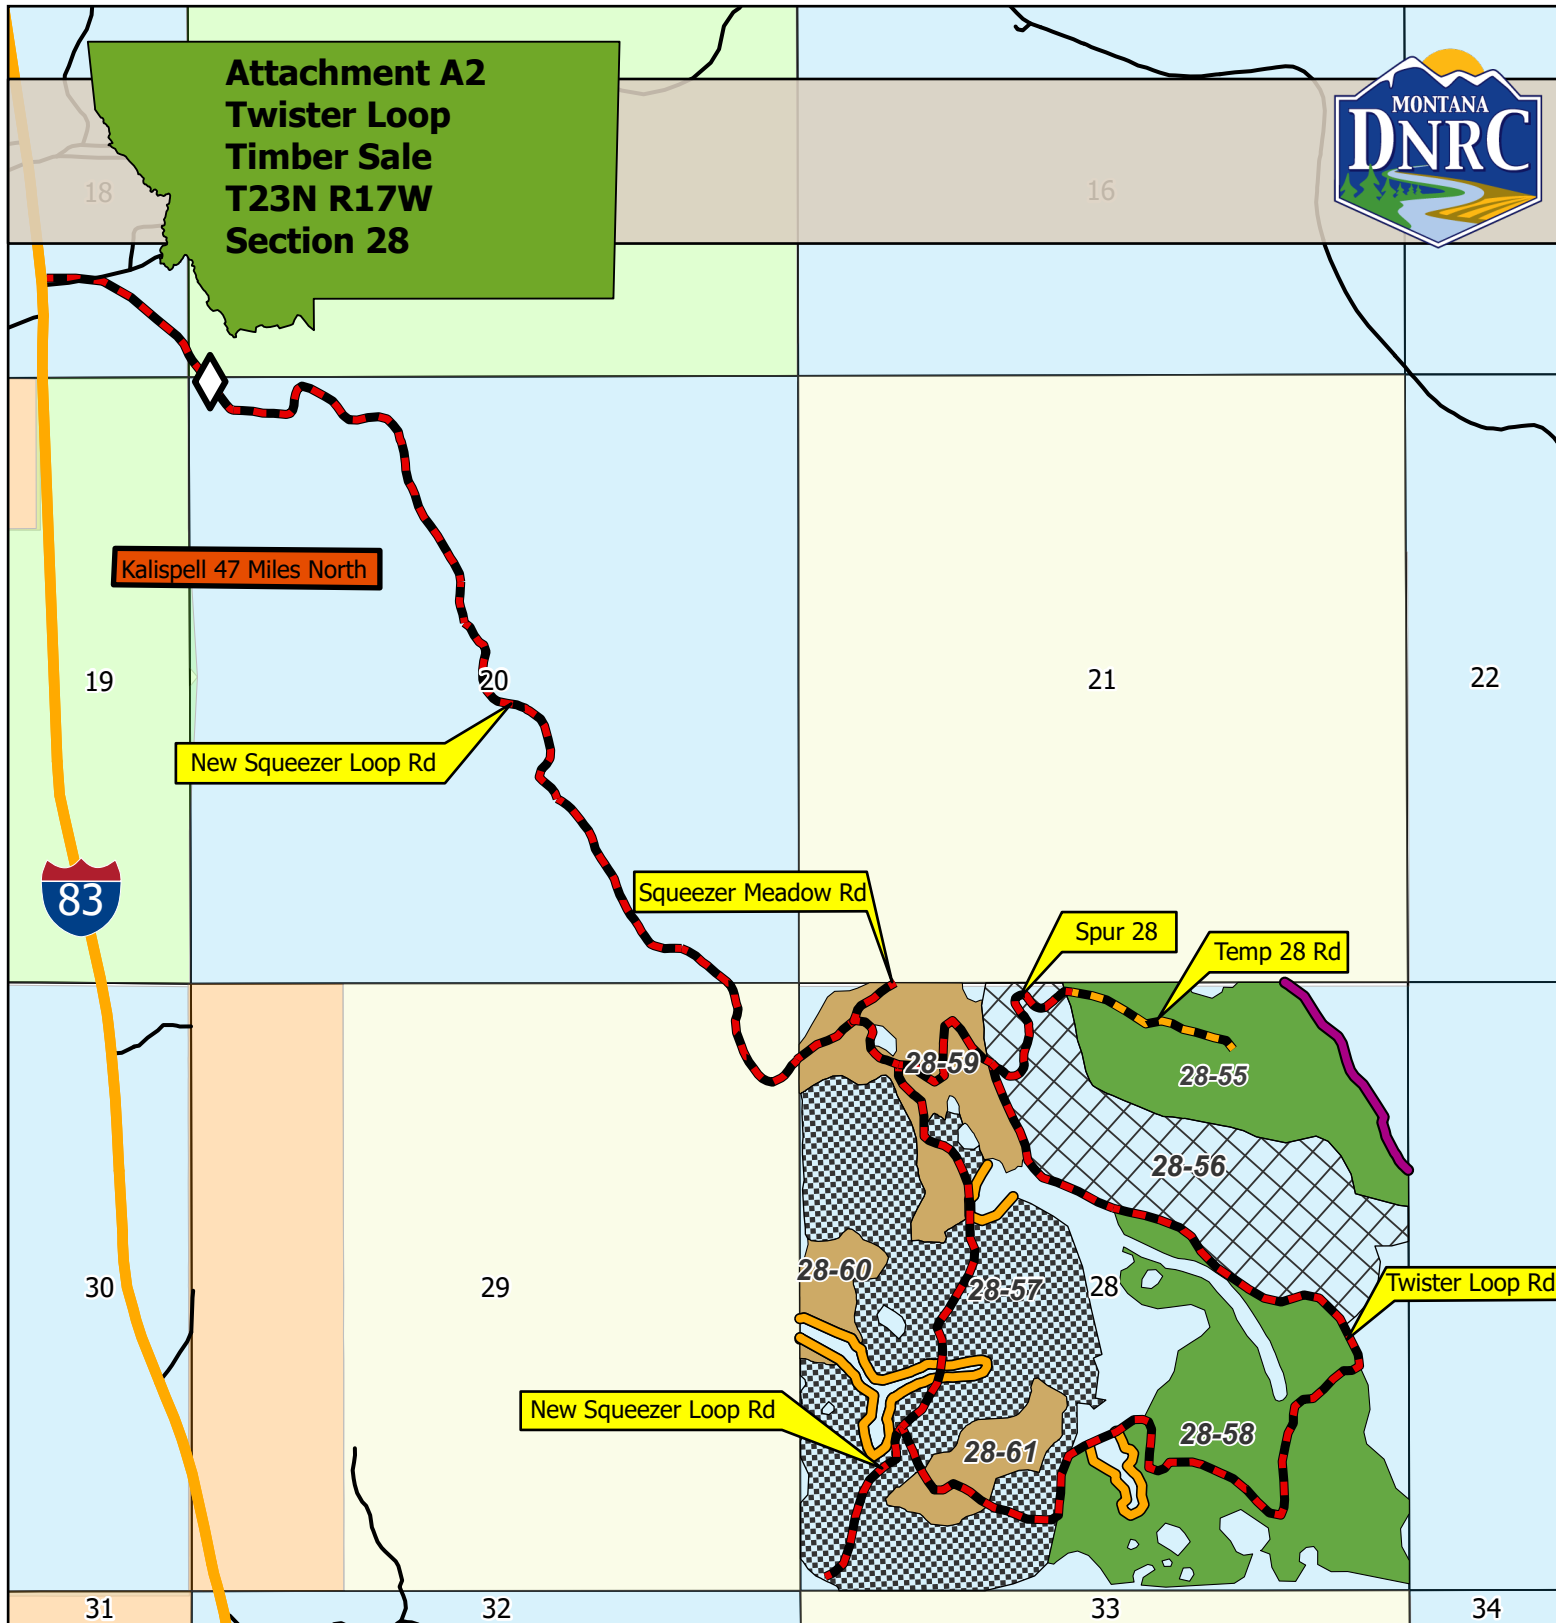 Attachment A2
Twister Loop
Timber Sale
T23N R17W
Section 28
MONTANA
DNRC
18
16
Kalispell 47 Miles North
19
20
21
22
New Squeezer Loop Rd
83
Squeezer Meadow Rd
Spur 28
Temp 28 Rd
28-59
28-55
28-56
28-60
28-57
28
30
29
Twister Loop Rd
New Squeezer Loop Rd
28-61
28-58
31
32
33
34